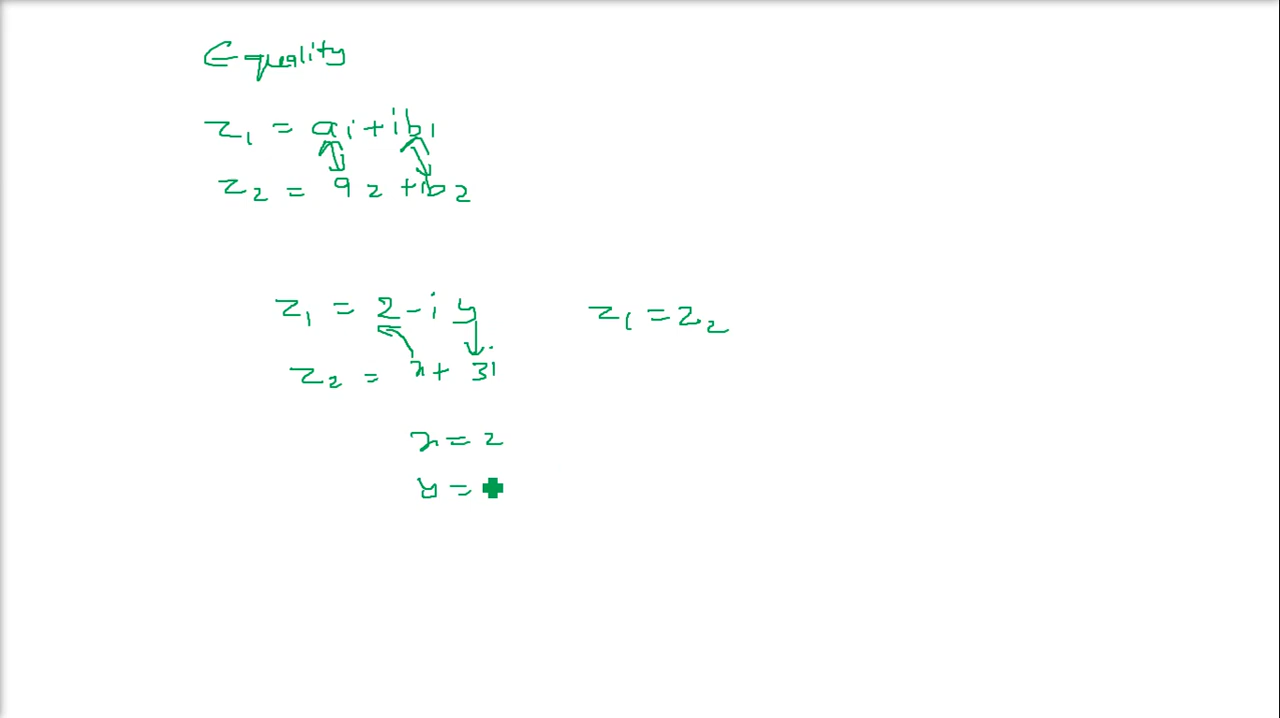 Equality
z₁ = a₁ + ib₁
z₂ = a₂ + ib₂
z₁ = 2 - iy
z₁ = z₂
z₂ = x + 3i
x = 2
y =